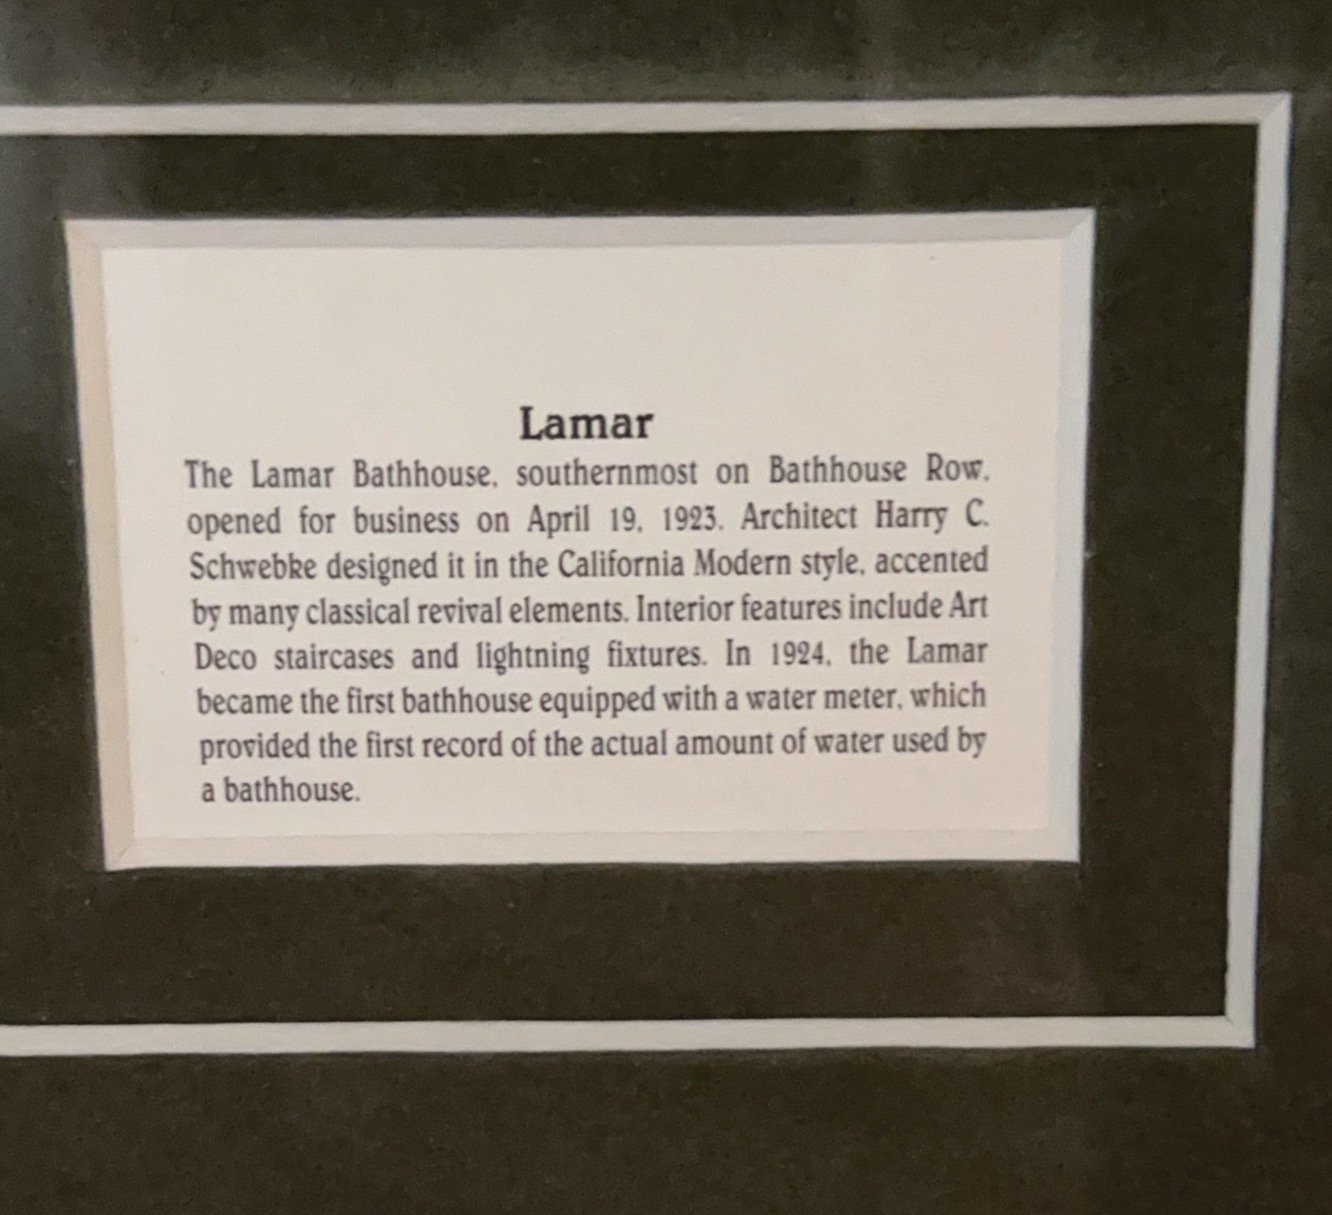 Lamar
The Lamar Bathhouse, southernmost on Bathhouse Row,
opened for business on April 19, 1923. Architect Harry C.
Schwebke designed it in the California Modern style, accented
by many classical revival elements. Interior features include Art
Deco staircases and lightning fixtures. In 1924, the Lamar
became the first bathhouse equipped with a water meter, which
provided the first record of the actual amount of water used by
a bathhouse.